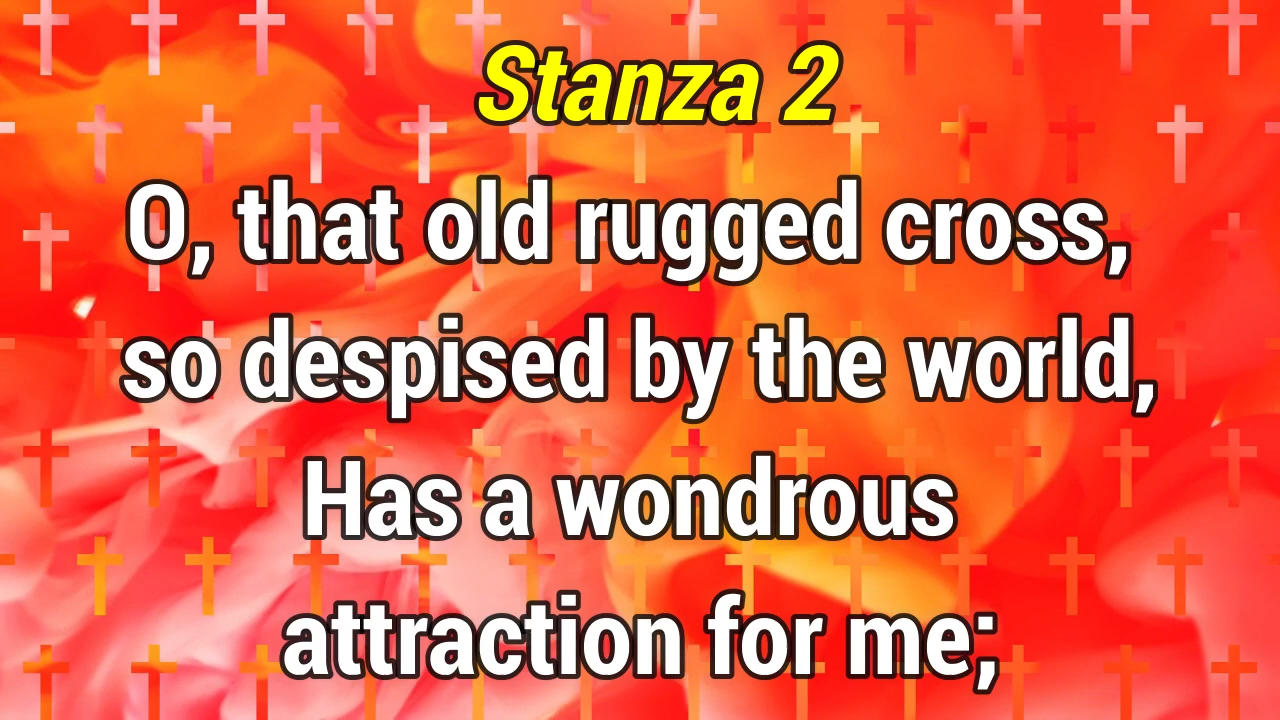 Stanza 2
O, that old rugged cross,
so despised by the world,
Has a wondrous
attraction for me;